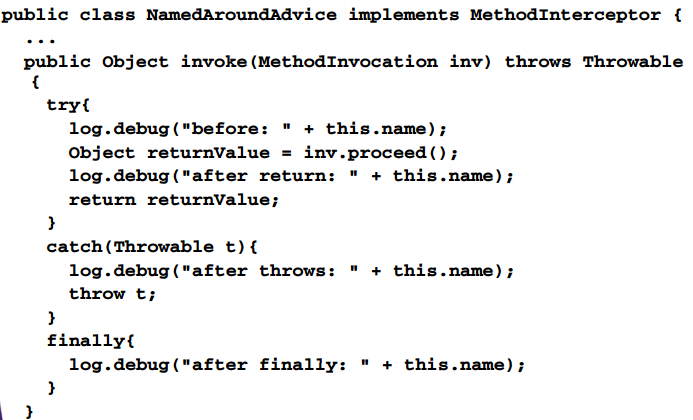 public class NamedAroundAdvice implements MethodInterceptor {
...
public Object invoke(MethodInvocation inv) throws Throwable
{
try{
log.debug("before: " + this.name);
Object returnValue = inv.proceed();
log.debug("after return: " + this.name);
return returnValue;
}
catch(Throwable t){
log.debug("after throws: " + this.name);
throw t;
}
finally{
log.debug("after finally: " + this.name);
}
}